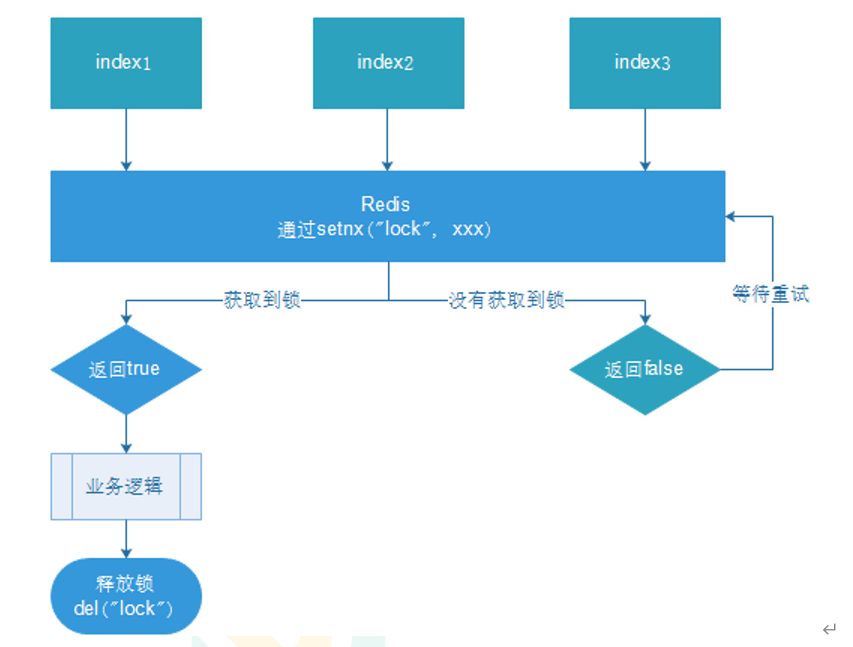 index1
index2
index3
Redis
通过setnx("lock", xxx)
获取到锁
没有获取到锁
等待重试
返回true
返回false
业务逻辑
释放锁
del("lock")